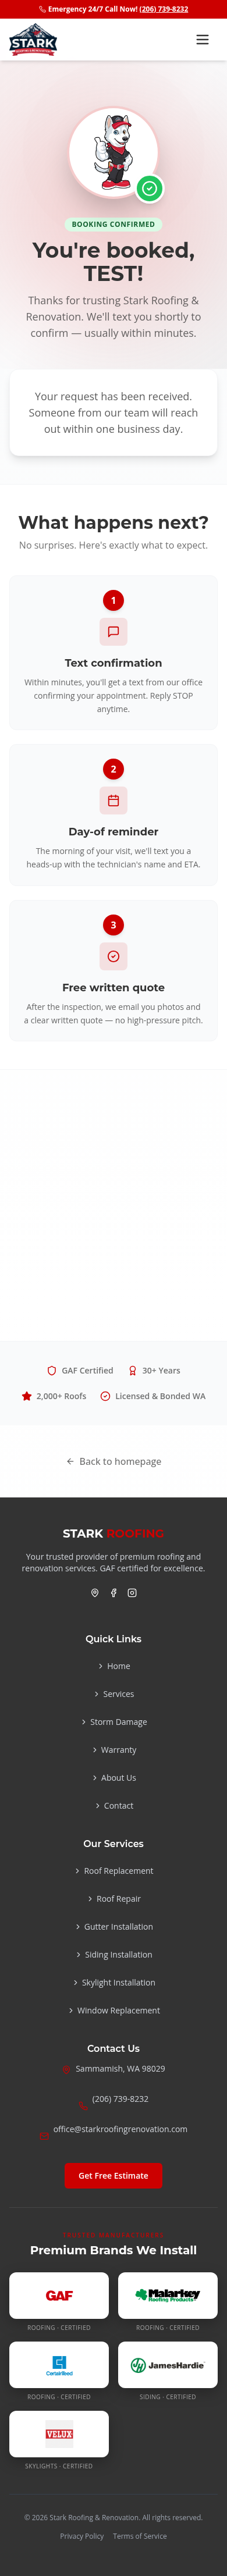 Emergency 24/7 Call Now! (206) 739-8232
STARK
BOOKING CONFIRMED
You're booked,
TEST!
Thanks for trusting Stark Roofing &
Renovation. We'll text you shortly to
confirm — usually within minutes.
Your request has been received.
Someone from our team will reach
out within one business day.
What happens next?
No surprises. Here's exactly what to expect.
1
Text confirmation
Within minutes, you'll get a text from our office
confirming your appointment. Reply STOP
anytime.
2
Day-of reminder
The morning of your visit, we'll text you a
heads-up with the technician's name and ETA.
3
Free written quote
After the inspection, we email you photos and
a clear written quote — no high-pressure pitch.
GAF Certified
30+ Years
2,000+ Roofs
Licensed & Bonded WA
Back to homepage
STARK ROOFING
Your trusted provider of premium roofing and
renovation services. GAF certified for excellence.
Quick Links
Home
Services
Storm Damage
Warranty
About Us
Contact
Our Services
Roof Replacement
Roof Repair
Gutter Installation
Siding Installation
Skylight Installation
Window Replacement
Contact Us
Sammamish, WA 98029
(206) 739-8232
office@starkroofingrenovation.com
Get Free Estimate
Premium Brands We Install
GAF
Malarkey
Roofing Products
ROOFING · CERTIFIED
ROOFING · CERTIFIED
CertainTeed
JamesHardie
ROOFING · CERTIFIED
SIDING · CERTIFIED
VELUX
SKYLIGHTS · CERTIFIED
© 2026 Stark Roofing & Renovation. All rights reserved.
Privacy Policy
Terms of Service